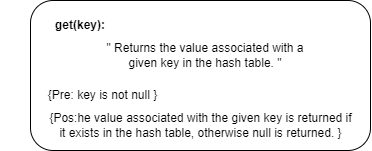 get(key):
" Returns the value associated with a
given key in the hash table. "
{Pre: key is not null }
{Pos:he value associated with the given key is returned if
it exists in the hash table, otherwise null is returned. }